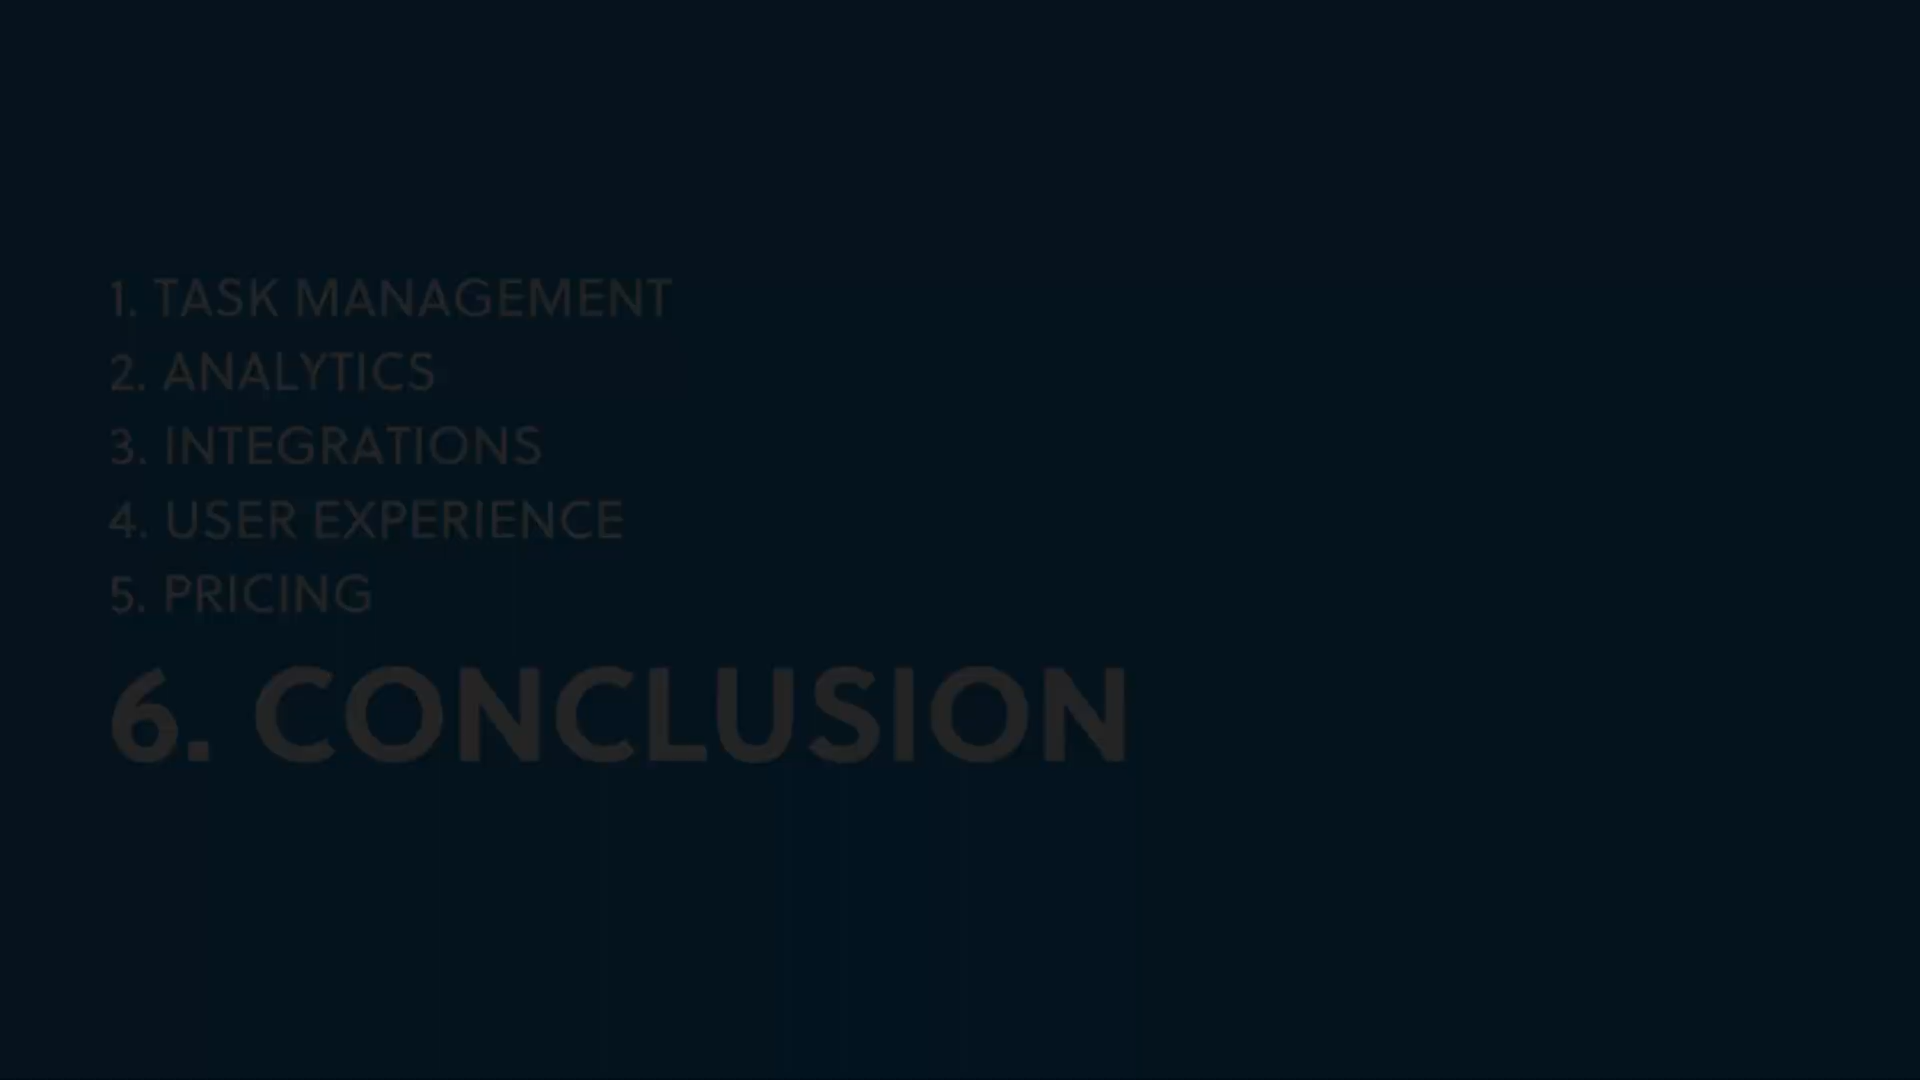 1. TASK MANAGEMENT
2. ANALYTICS
3. INTEGRATIONS
4. USER EXPERIENCE
5. PRICING
6. CONCLUSION